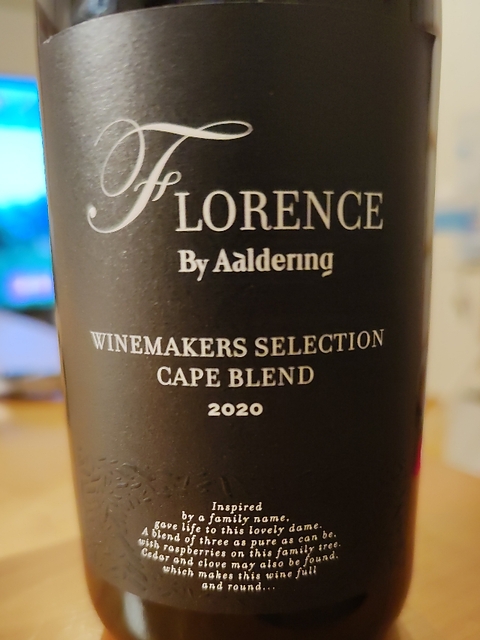 FLORENCE
By Aaldering
WINEMAKERS SELECTION
CAPE BLEND
2020
Inspired
by a family name,
gave life to this lovely dame.
A blend of three as pure as can be.
with raspberries on this family tree.
Cedar and clove may also be found.
which makes this wine full
and round...